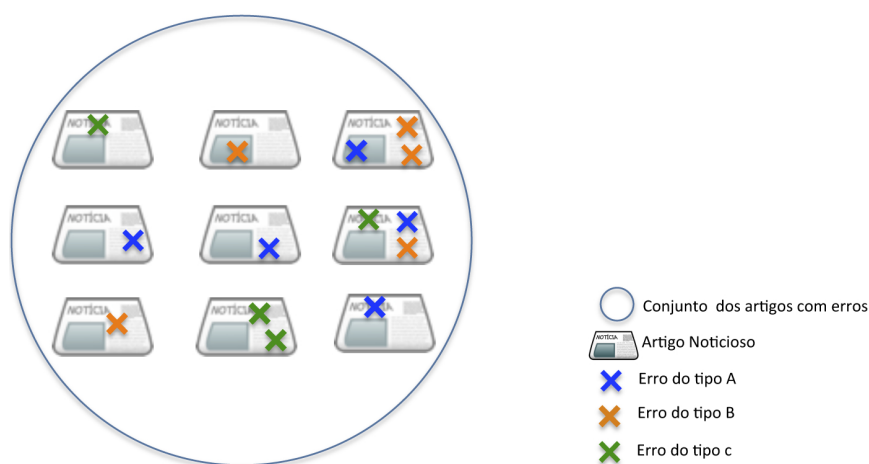 NOTÍCIA
NOTÍCIA
NOTÍCIA
NOTÍCIA
NOTÍCIA
NOTÍCIA
NOTÍCIA
NOTÍCIA
Conjunto dos artigos com erros
NOTÍCIA
Artigo Noticioso
Erro do tipo A
Erro do tipo B
Erro do tipo c